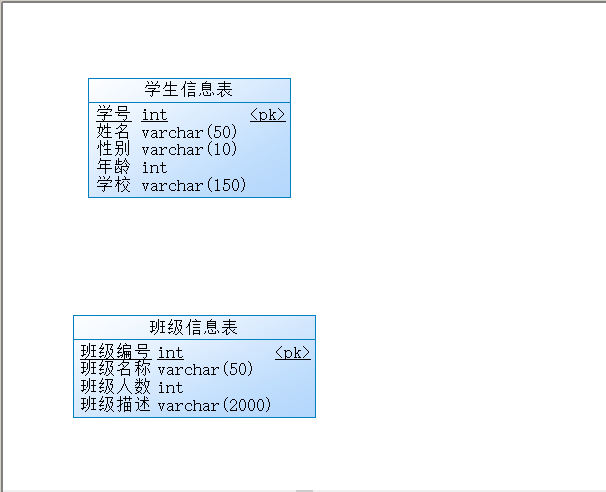 学生信息表
学号 int <pk>
姓名 varchar(50)
性别 varchar(10)
年龄 int
学校 varchar(150)
班级信息表
班级编号 int <pk>
班级名称 varchar(50)
班级人数 int
班级描述 varchar(2000)